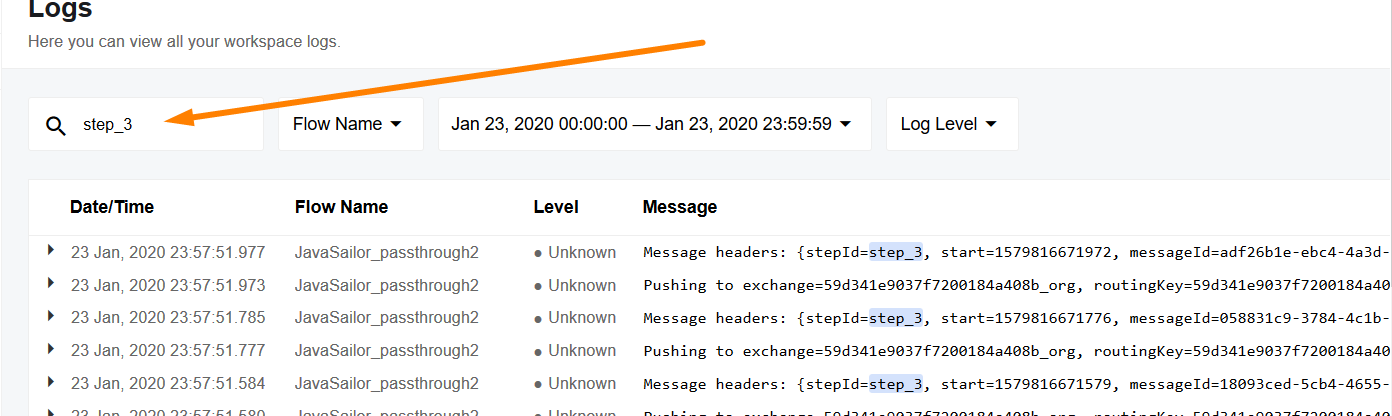 Logs
Here you can view all your workspace logs.
step_3 Flow Name Jan 23, 2020 00:00:00 — Jan 23, 2020 23:59:59 Log Level
Date/Time Flow Name Level Message
23 Jan, 2020 23:57:51.977 JavaSailor_passthrough2 ● Unknown Message headers: {stepId=step_3, start=1579816671972, messageId=adf26b1e-ebc4-4a3d-
23 Jan, 2020 23:57:51.973 JavaSailor_passthrough2 ● Unknown Pushing to exchange=59d341e9037f7200184a408b_org, routingKey=59d341e9037f7200184a40
23 Jan, 2020 23:57:51.785 JavaSailor_passthrough2 ● Unknown Message headers: {stepId=step_3, start=1579816671776, messageId=058831c9-3784-4c1b-
23 Jan, 2020 23:57:51.777 JavaSailor_passthrough2 ● Unknown Pushing to exchange=59d341e9037f7200184a408b_org, routingKey=59d341e9037f7200184a40
23 Jan, 2020 23:57:51.584 JavaSailor_passthrough2 ● Unknown Message headers: {stepId=step_3, start=1579816671579, messageId=18093ced-5cb4-4655-